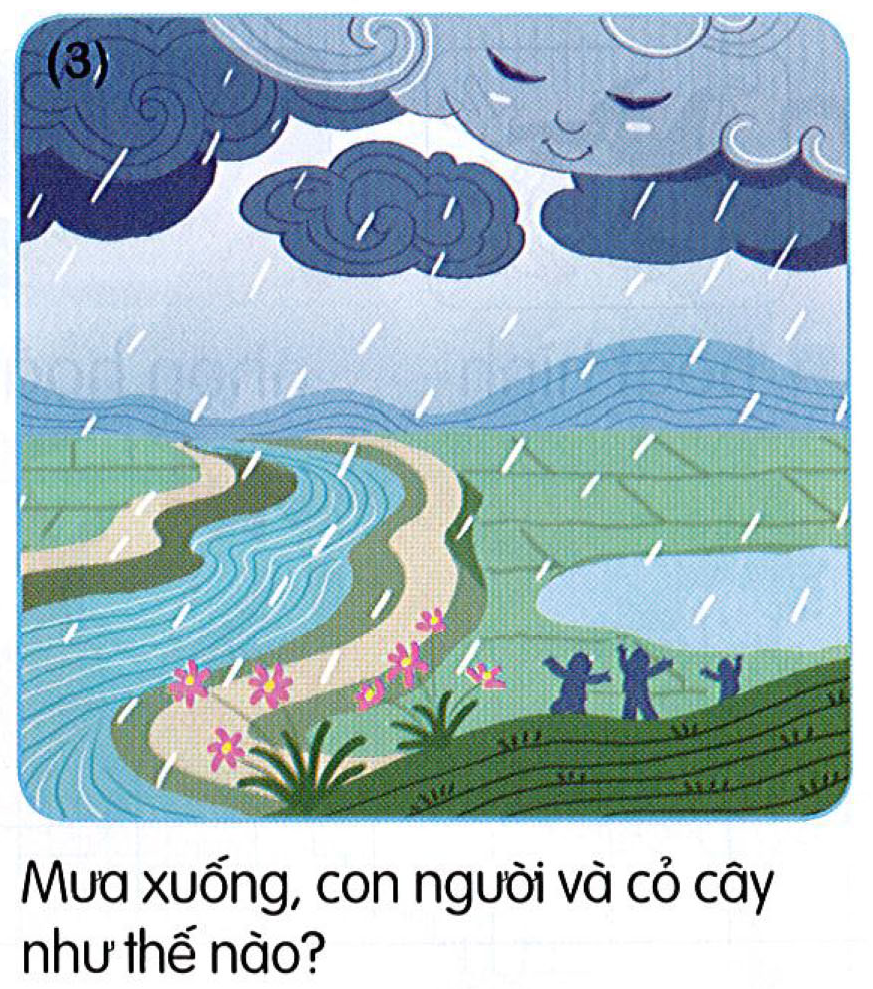 (3)
Mưa xuống, con người và cỏ cây
như thế nào?